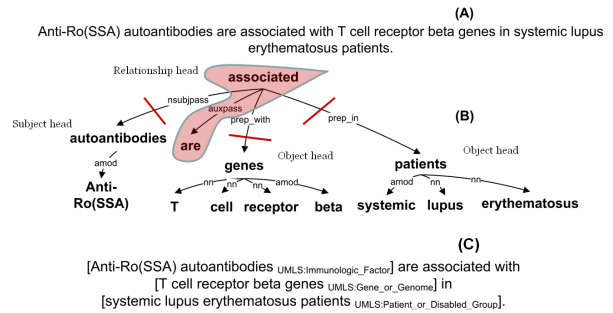 (A)
Anti-Ro(SSA) autoantibodies are associated with T cell receptor beta genes in systemic lupus
erythematosus patients.
Relationship head
associated
nsubjpass
auxpass
prep_with
prep_in
(B)
Subject head
autoantibodies
are
Object head
genes
Object head
patients
amod
nn
nn
nn
amod
amod
nn
nn
Anti-
Ro(SSA)
T cell receptor beta systemic lupus erythematosus
(C)
[Anti-Ro(SSA) autoantibodies UMLS:Immunologic_Factor] are associated with
[T cell receptor beta genes UMLS:Gene_or_Genome] in
[systemic lupus erythematosus patients UMLS:Patient_or_Disabled_Group].